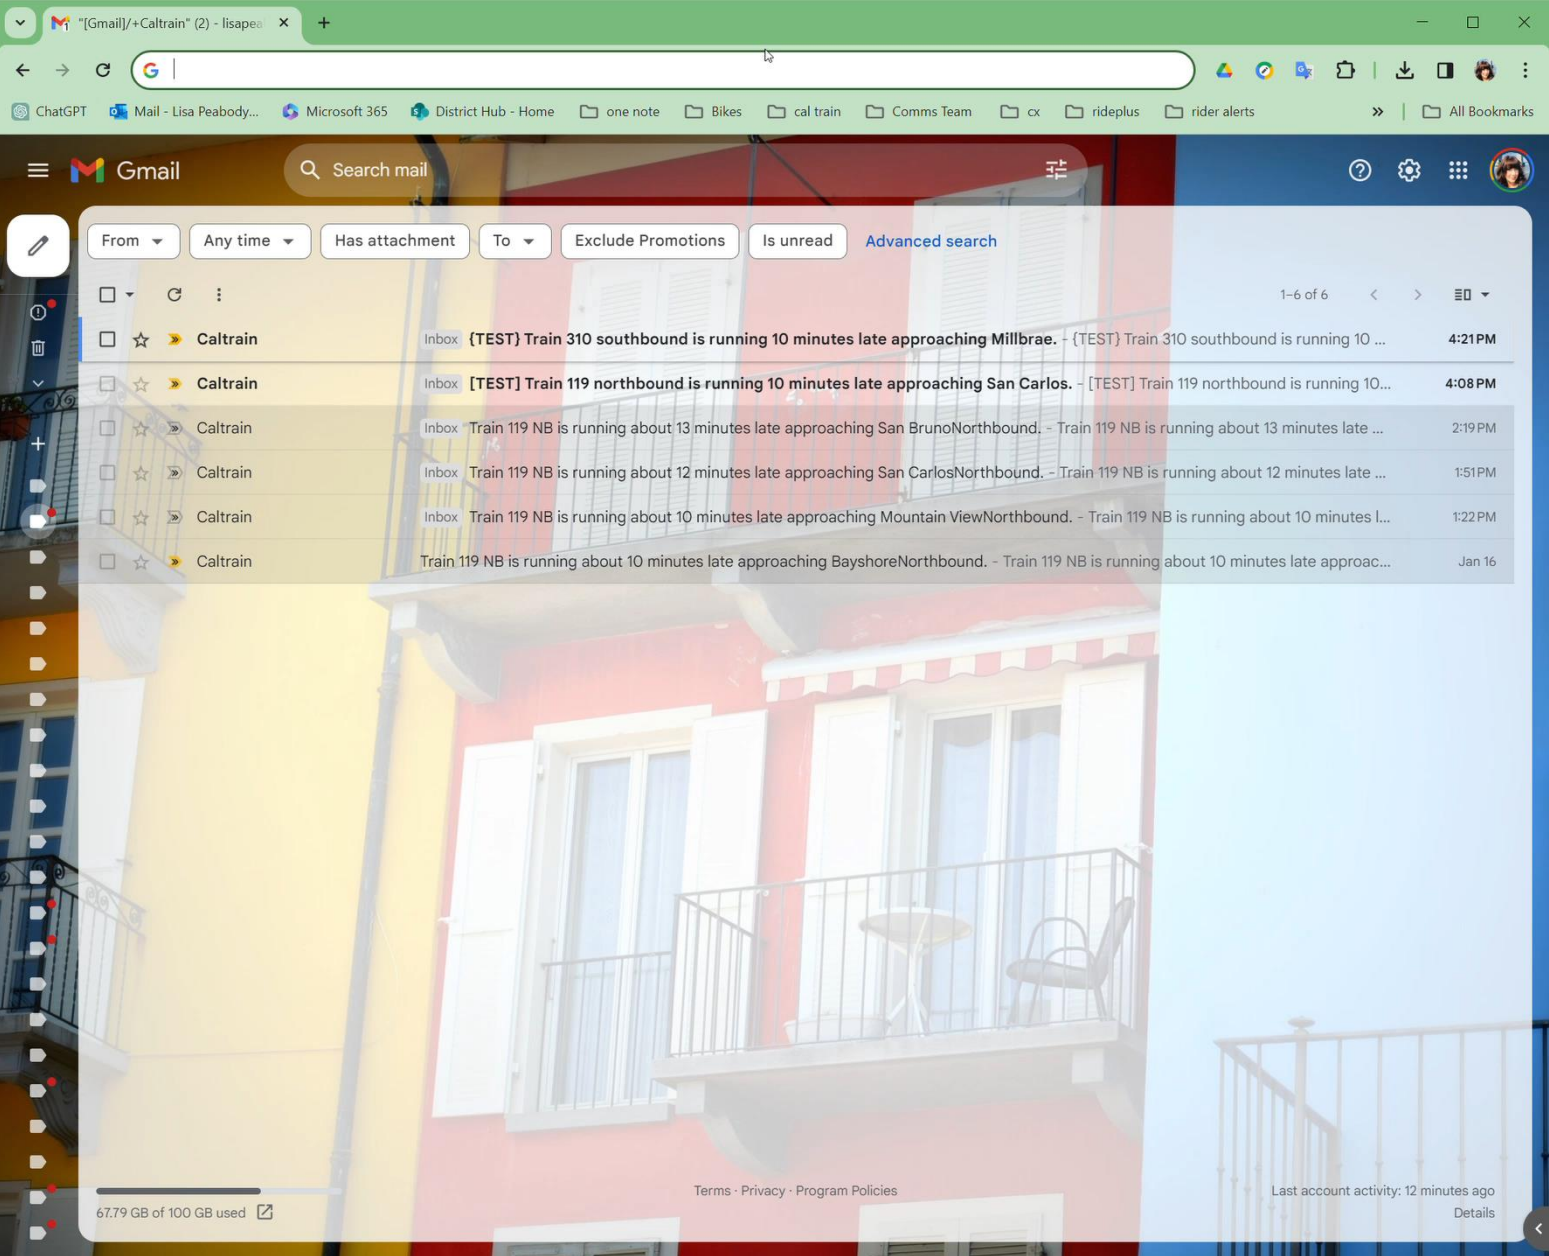 "[Gmail]/+Caltrain" (2) - lisapea
ChatGPT Mail - Lisa Peabody... Microsoft 365 District Hub - Home one note Bikes cal train Comms Team cx rideplus rider alerts » All Bookmarks
Gmail Search mail
From Any time Has attachment To Exclude Promotions Is unread Advanced search
1–6 of 6
Caltrain Inbox {TEST} Train 310 southbound is running 10 minutes late approaching Millbrae. - {TEST} Train 310 southbound is running 10 ... 4:21 PM
Caltrain Inbox [TEST] Train 119 northbound is running 10 minutes late approaching San Carlos. - [TEST] Train 119 northbound is running 10... 4:08 PM
Caltrain Inbox Train 119 NB is running about 13 minutes late approaching San BrunoNorthbound. - Train 119 NB is running about 13 minutes late ... 2:19 PM
Caltrain Inbox Train 119 NB is running about 12 minutes late approaching San CarlosNorthbound. - Train 119 NB is running about 12 minutes late ... 1:51 PM
Caltrain Inbox Train 119 NB is running about 10 minutes late approaching Mountain ViewNorthbound. - Train 119 NB is running about 10 minutes l... 1:22 PM
Caltrain Train 119 NB is running about 10 minutes late approaching BayshoreNorthbound. - Train 119 NB is running about 10 minutes late approac... Jan 16
Terms · Privacy · Program Policies
Last account activity: 12 minutes ago
67.79 GB of 100 GB used
Details